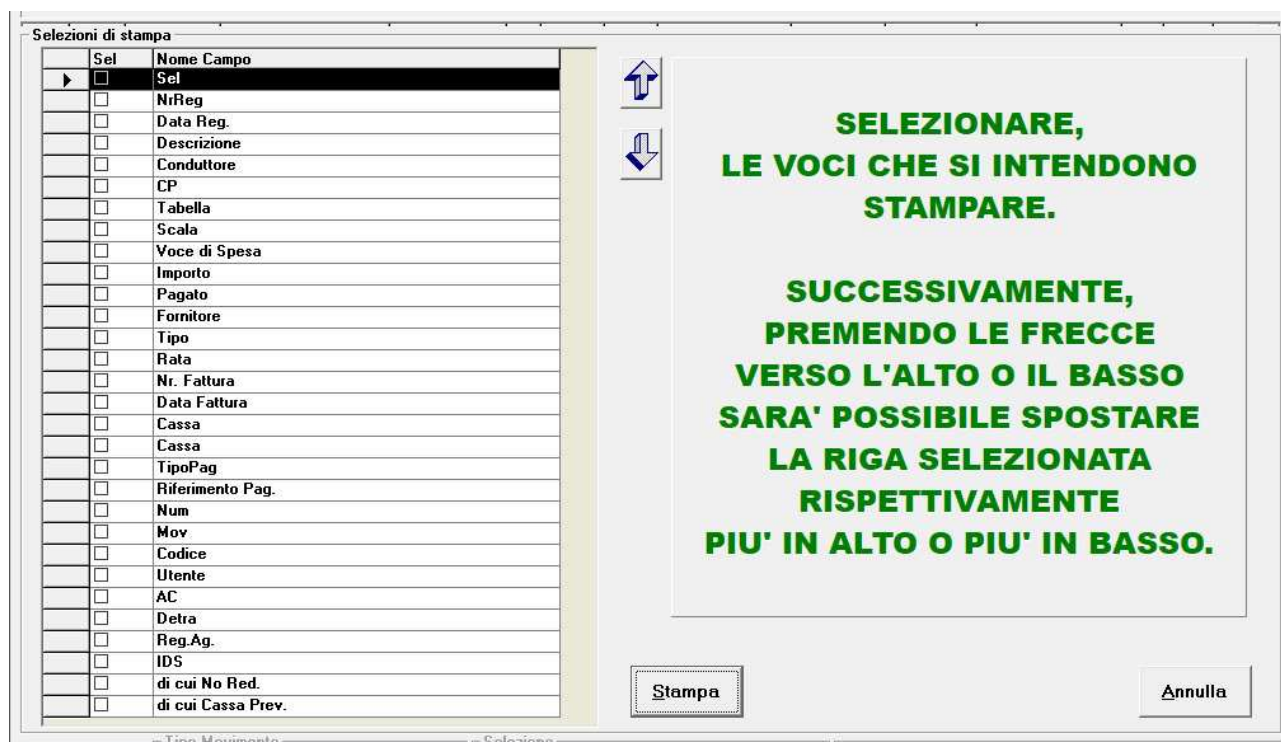 Selezioni di stampa
Sel Nome Campo
Sel
NrReg
Data Reg.
Descrizione
Conduttore
CP
Tabella
Scala
Voce di Spesa
Importo
Pagato
Fornitore
Tipo
Rata
Nr. Fattura
Data Fattura
Cassa
Cassa
TipoPag
Riferimento Pag.
Num
Mov
Codice
Utente
AC
Detra
Reg.Ag.
IDS
di cui No Red.
di cui Cassa Prev.
SELEZIONARE,
LE VOCI CHE SI INTENDONO
STAMPARE.
SUCCESSIVAMENTE,
PREMENDO LE FRECCE
VERSO L'ALTO O IL BASSO
SARA' POSSIBILE SPOSTARE
LA RIGA SELEZIONATA
RISPETTIVAMENTE
PIU' IN ALTO O PIU' IN BASSO.
Stampa Annulla
Tipo Movimento Selezione